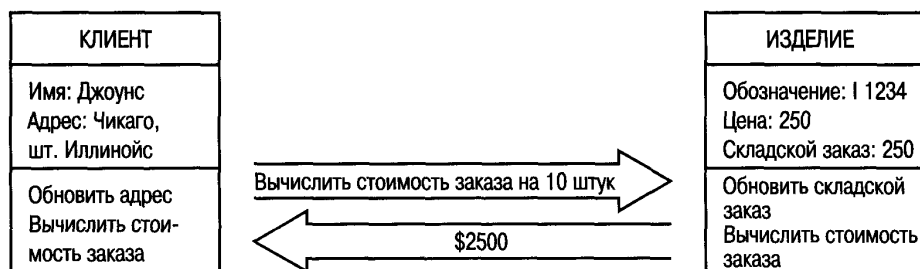 КЛИЕНТ
Имя: Джоунс
Адрес: Чикаго,
шт. Иллинойс
Обновить адрес
Вычислить стои-
мость заказа
Вычислить стоимость заказа на 10 штук
$2500
ИЗДЕЛИЕ
Обозначение: I 1234
Цена: 250
Складской заказ: 250
Обновить складской
заказ
Вычислить стоимость
заказа